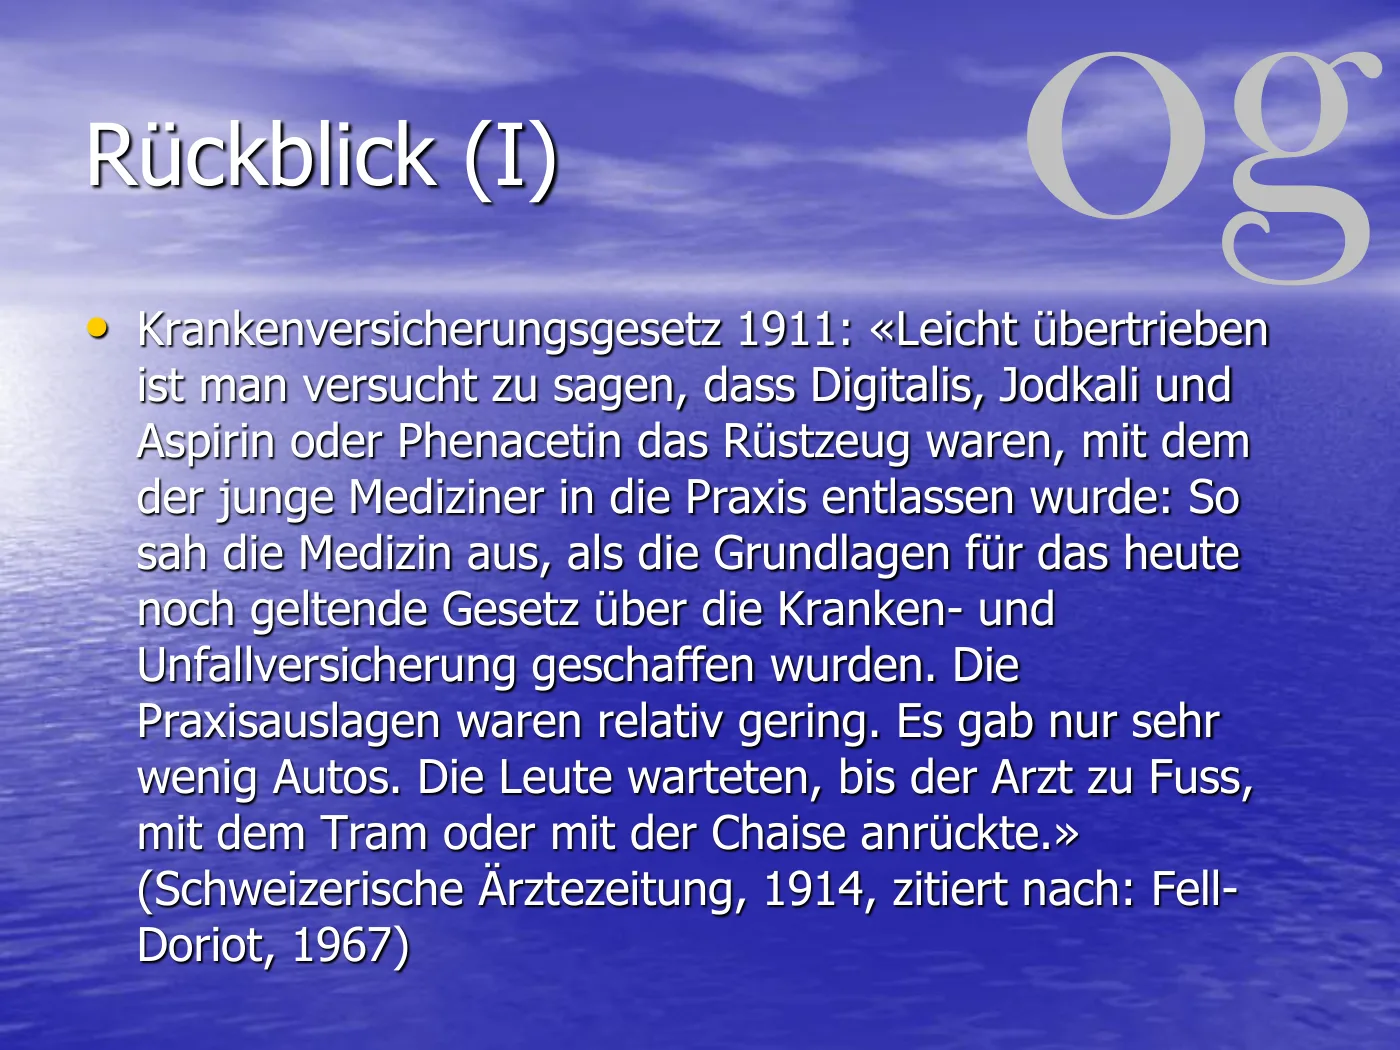 og
Rückblick (I)
• Krankenversicherungsgesetz 1911: «Leicht übertrieben
ist man versucht zu sagen, dass Digitalis, Jodkali und
Aspirin oder Phenacetin das Rüstzeug waren, mit dem
der junge Mediziner in die Praxis entlassen wurde: So
sah die Medizin aus, als die Grundlagen für das heute
noch geltende Gesetz über die Kranken- und
Unfallversicherung geschaffen wurden. Die
Praxisauslagen waren relativ gering. Es gab nur sehr
wenig Autos. Die Leute warteten, bis der Arzt zu Fuss,
mit dem Tram oder mit der Chaise anrückte.»
(Schweizerische Ärztezeitung, 1914, zitiert nach: Fell-
Doriot, 1967)